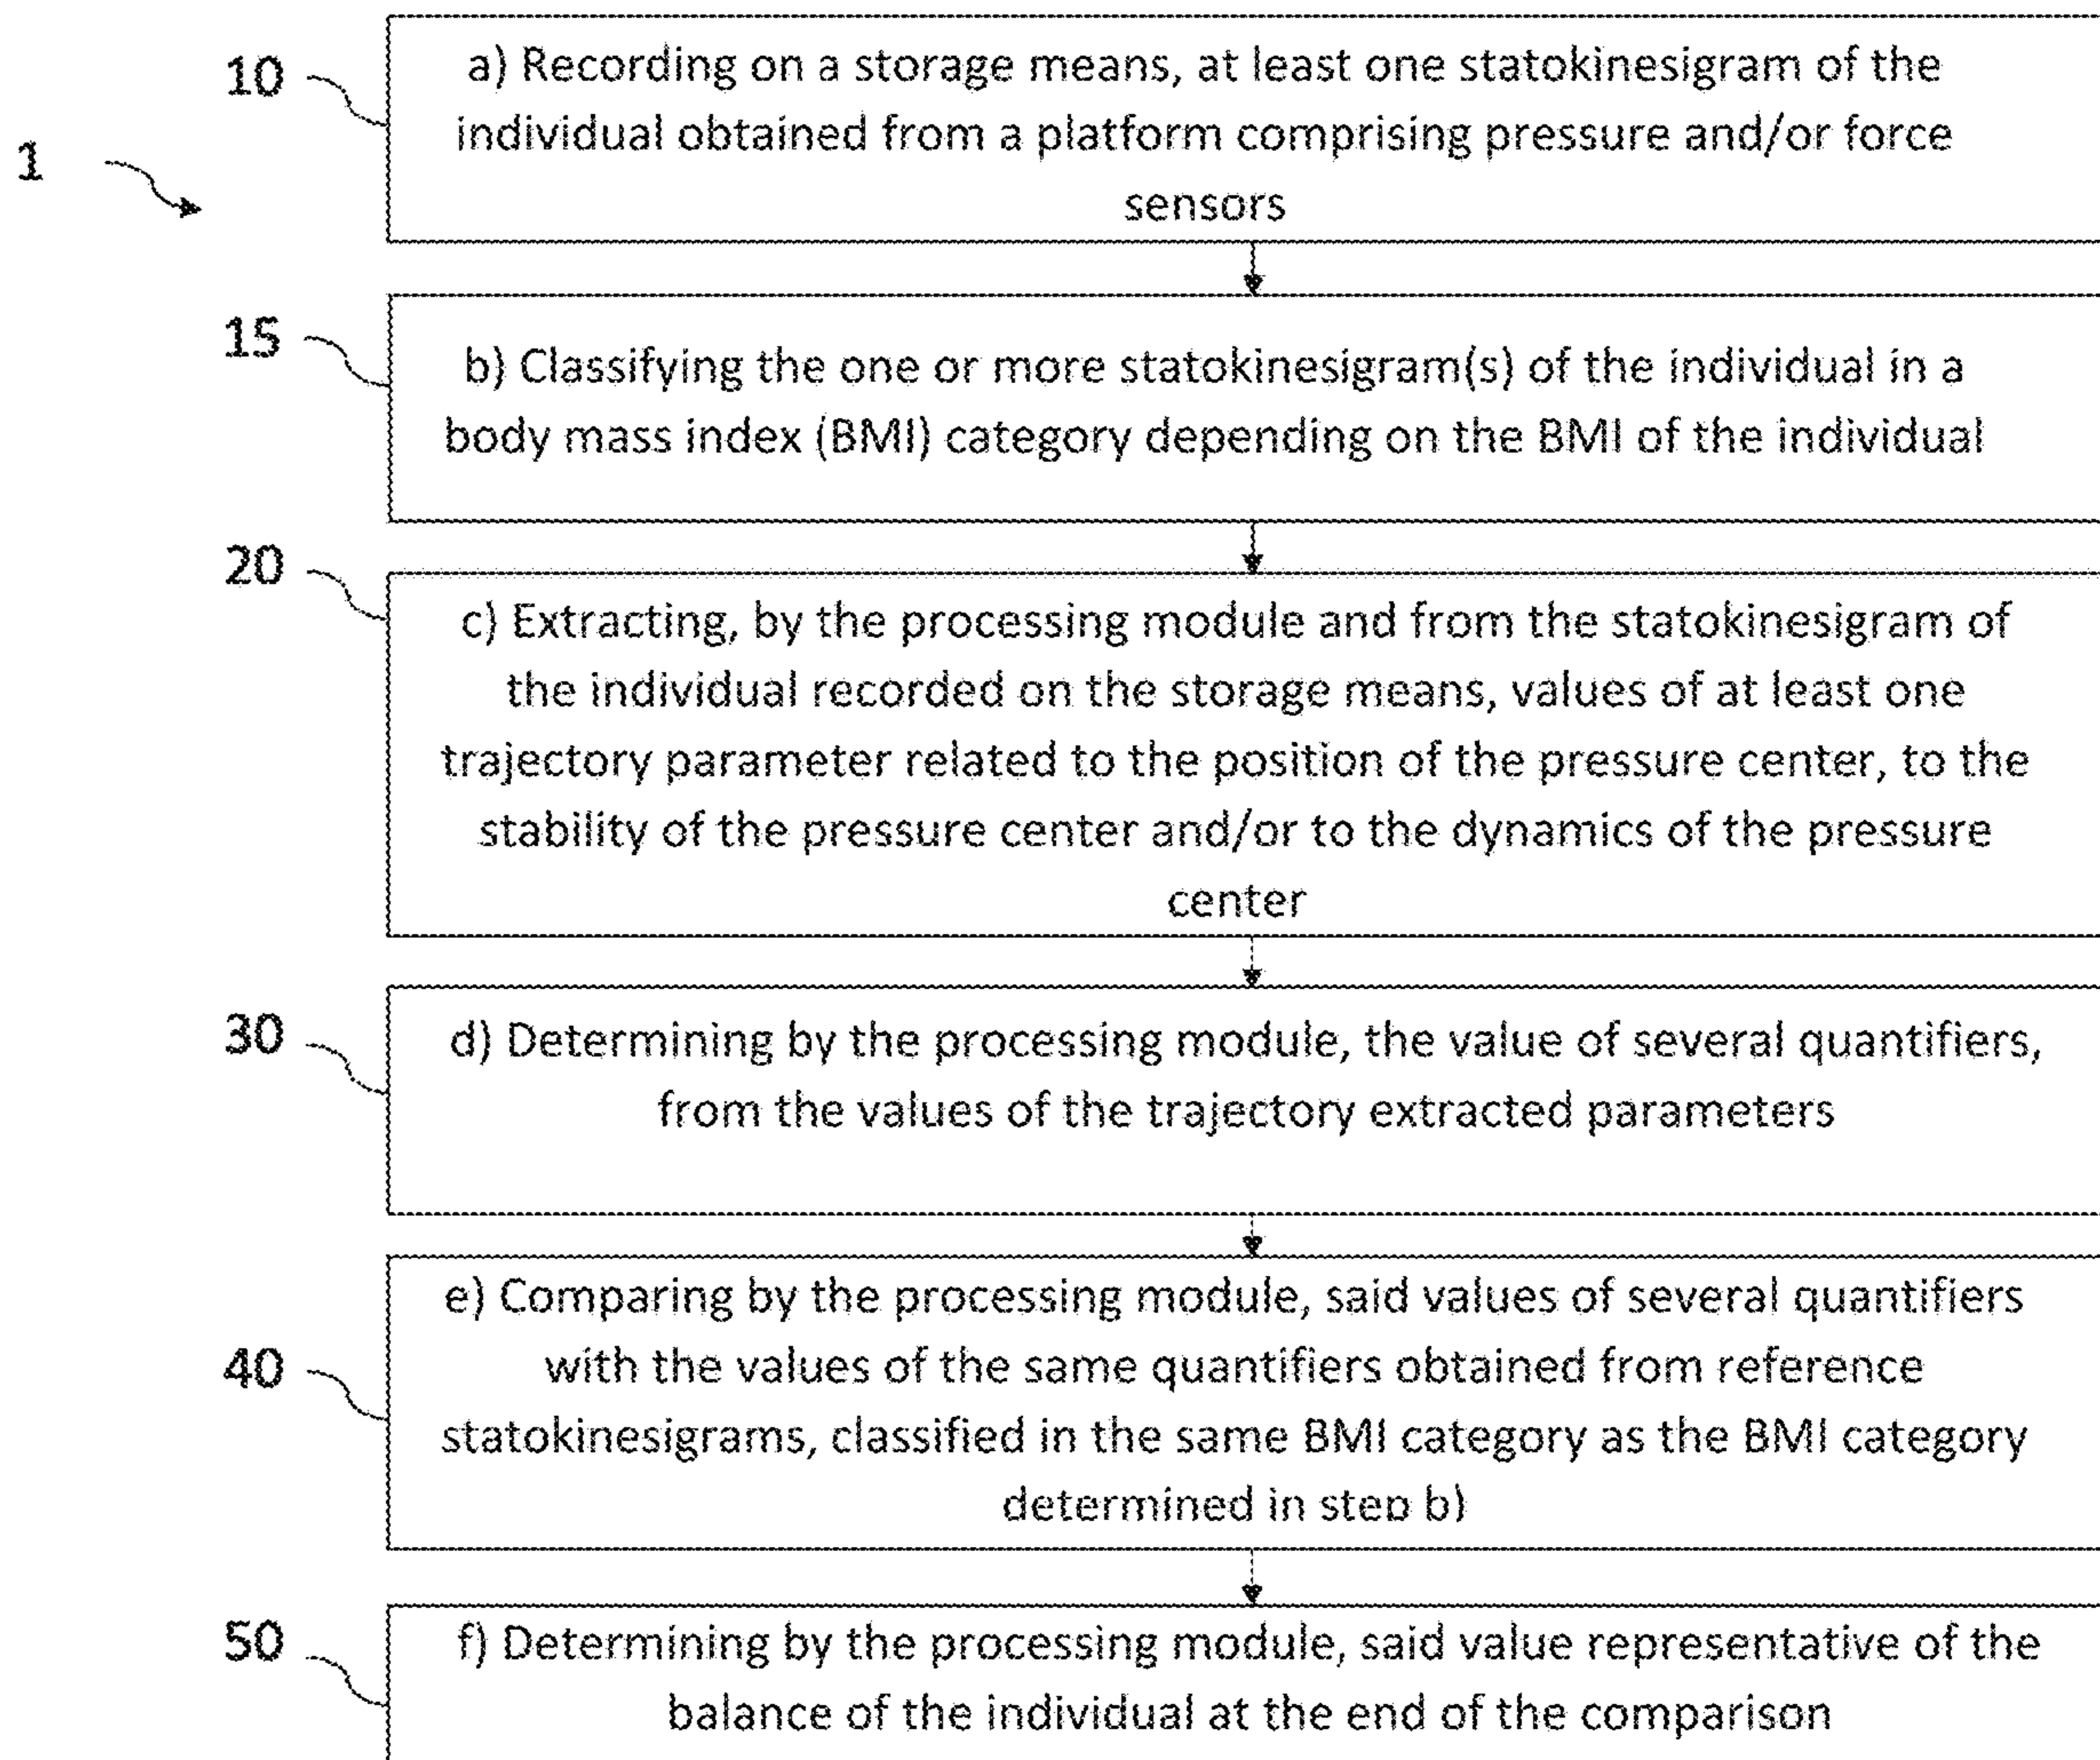 10
a) Recording on a storage means, at least one statokinesigram of the
individual obtained from a platform comprising pressure and/or force
sensors
1
15
b) Classifying the one or more statokinesigram(s) of the individual in a
body mass index (BMI) category depending on the BMI of the individual
20
c) Extracting, by the processing module and from the statokinesigram of
the individual recorded on the storage means, values of at least one
trajectory parameter related to the position of the pressure center, to the
stability of the pressure center and/or to the dynamics of the pressure
center
30
d) Determining by the processing module, the value of several quantifiers,
from the values of the trajectory extracted parameters
40
e) Comparing by the processing module, said values of several quantifiers
with the values of the same quantifiers obtained from reference
statokinesigrams, classified in the same BMI category as the BMI category
determined in step b)
50
f) Determining by the processing module, said value representative of the
balance of the individual at the end of the comparison